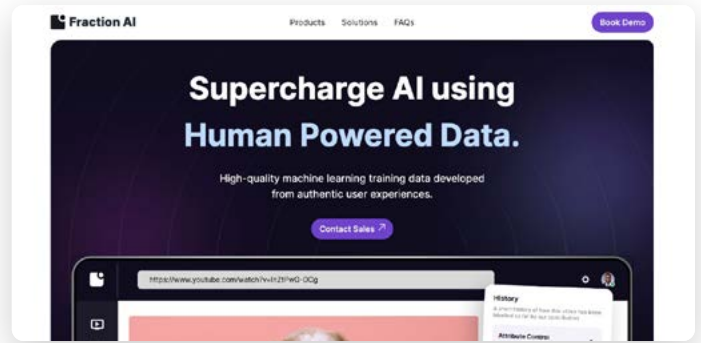 Fraction AI
Products Solutions FAQs
Book Demo
Supercharge AI using
Human Powered Data.
High-quality machine learning training data developed
from authentic user experiences.
Contact Sales
History
Attribute Control